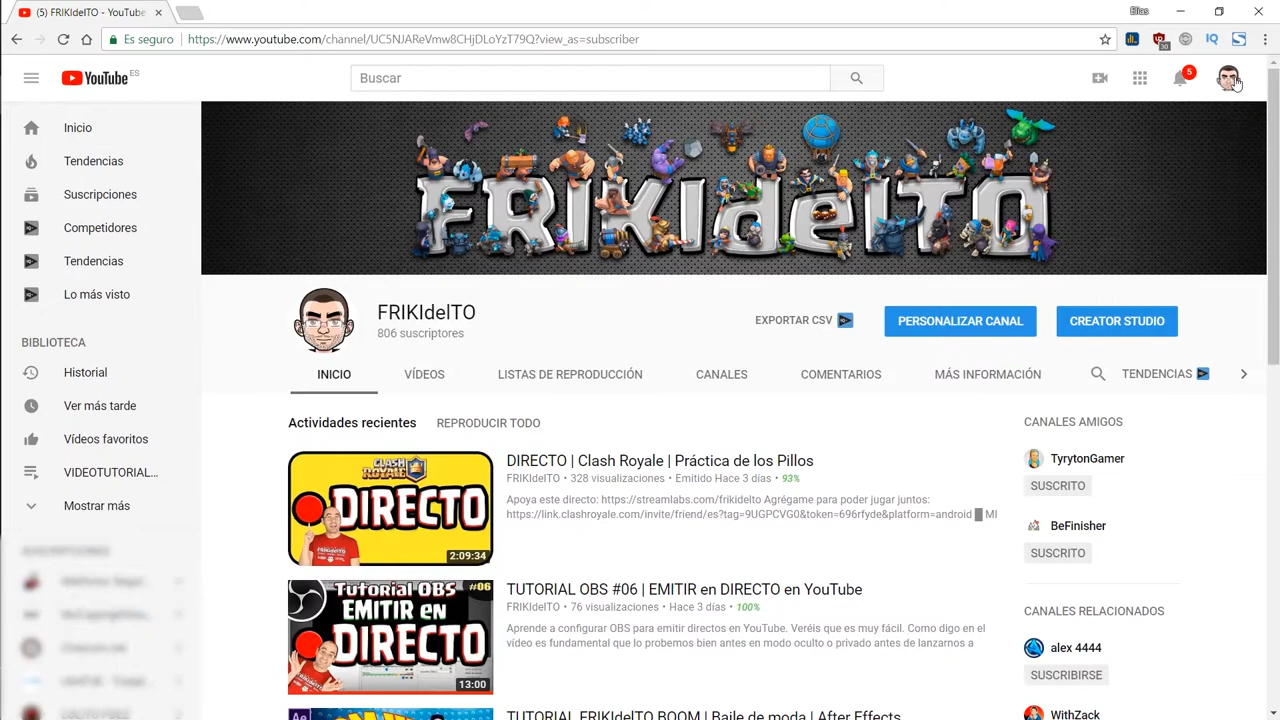 (5) FRIKIdelTO - YouTube
Elias
Es seguro
https://www.youtube.com/channel/UC5NJAReVmw8CHjDLoYzT79Q?view_as=subscriber
30
IQ
YouTube ES
Buscar
5
Inicio
Tendencias
Suscripciones
Competidores
Tendencias
Lo más visto
BIBLIOTECA
Historial
Ver más tarde
Vídeos favoritos
VIDEOTUTORIAL...
Mostrar más
SUSCRIPCIONES
FRIKIdelTO
FRIKIdelTO
806 suscriptores
EXPORTAR CSV
PERSONALIZAR CANAL
CREATOR STUDIO
INICIO
VÍDEOS
LISTAS DE REPRODUCCIÓN
CANALES
COMENTARIOS
MÁS INFORMACIÓN
TENDENCIAS
Actividades recientes
REPRODUCIR TODO
CLASH ROYALE
DIRECTO
2:09:34
DIRECTO | Clash Royale | Práctica de los Pillos
FRIKIdelTO • 328 visualizaciones • Emitido Hace 3 días • 93%
Apoya este directo: https://streamlabs.com/frikidelto Agrégame para poder jugar juntos:
https://link.clashroyale.com/invite/friend/es?tag=9UGPCVG0&token=696rfyde&platform=android █ MI
Tutorial OBS #06
EMITIR en
DIRECTO
13:00
TUTORIAL OBS #06 | EMITIR en DIRECTO en YouTube
FRIKIdelTO • 76 visualizaciones • Hace 3 días • 100%
Aprende a configurar OBS para emitir directos en YouTube. Veréis que es muy fácil. Como digo en el
vídeo es fundamental que lo probemos bien antes en modo oculto o privado antes de lanzarnos a
Ae
TUTORIAL FRIKIdelTO BOOM | Baile de moda | After Effects
CANALES AMIGOS
TyrytonGamer
SUSCRITO
BeFinisher
SUSCRITO
CANALES RELACIONADOS
alex 4444
SUSCRIBIRSE
WithZack